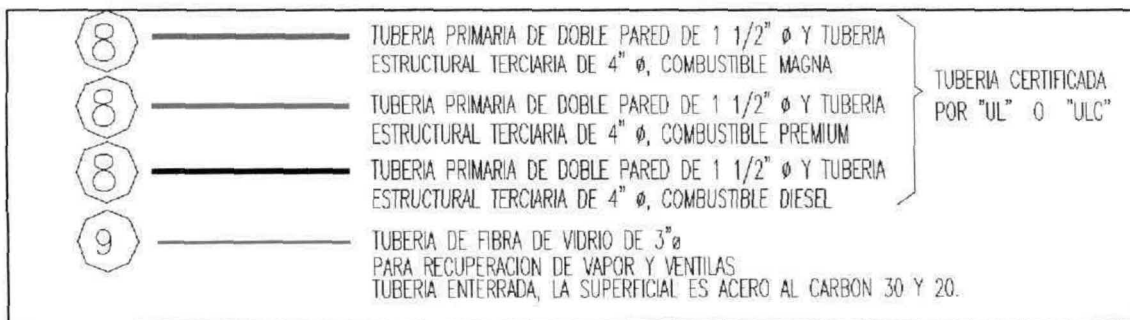 8 TUBERIA PRIMARIA DE DOBLE PARED DE 1 1/2" ø Y TUBERIA
ESTRUCTURAL TERCIARIA DE 4" ø, COMBUSTIBLE MAGNA
8 TUBERIA PRIMARIA DE DOBLE PARED DE 1 1/2" ø Y TUBERIA
ESTRUCTURAL TERCIARIA DE 4" ø, COMBUSTIBLE PREMIUM
8 TUBERIA PRIMARIA DE DOBLE PARED DE 1 1/2" ø Y TUBERIA
ESTRUCTURAL TERCIARIA DE 4" ø, COMBUSTIBLE DIESEL
TUBERIA CERTIFICADA
POR "UL" O "ULC"
9 TUBERIA DE FIBRA DE VIDRIO DE 3"ø
PARA RECUPERACION DE VAPOR Y VENTILAS
TUBERIA ENTERRADA, LA SUPERFICIAL ES ACERO AL CARBON 30 Y 20.